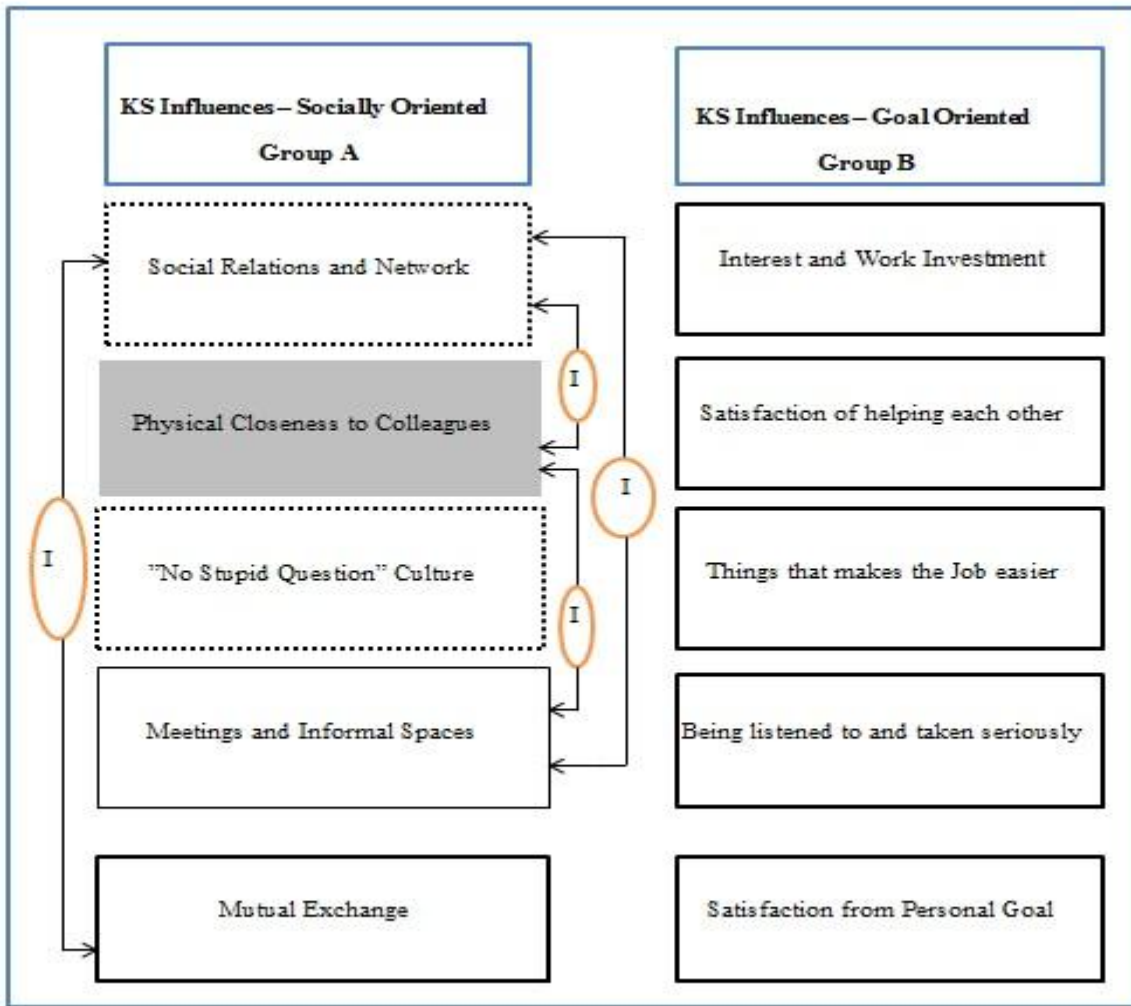 KS Influences – Socially Oriented
Group A
KS Influences – Goal Oriented
Group B
Social Relations and Network
Interest and Work Investment
I
Physical Closeness to Colleagues
Satisfaction of helping each other
I
I
”No Stupid Question” Culture
Things that makes the Job easier
I
Meetings and Informal Spaces
Being listened to and taken seriously
Mutual Exchange
Satisfaction from Personal Goal